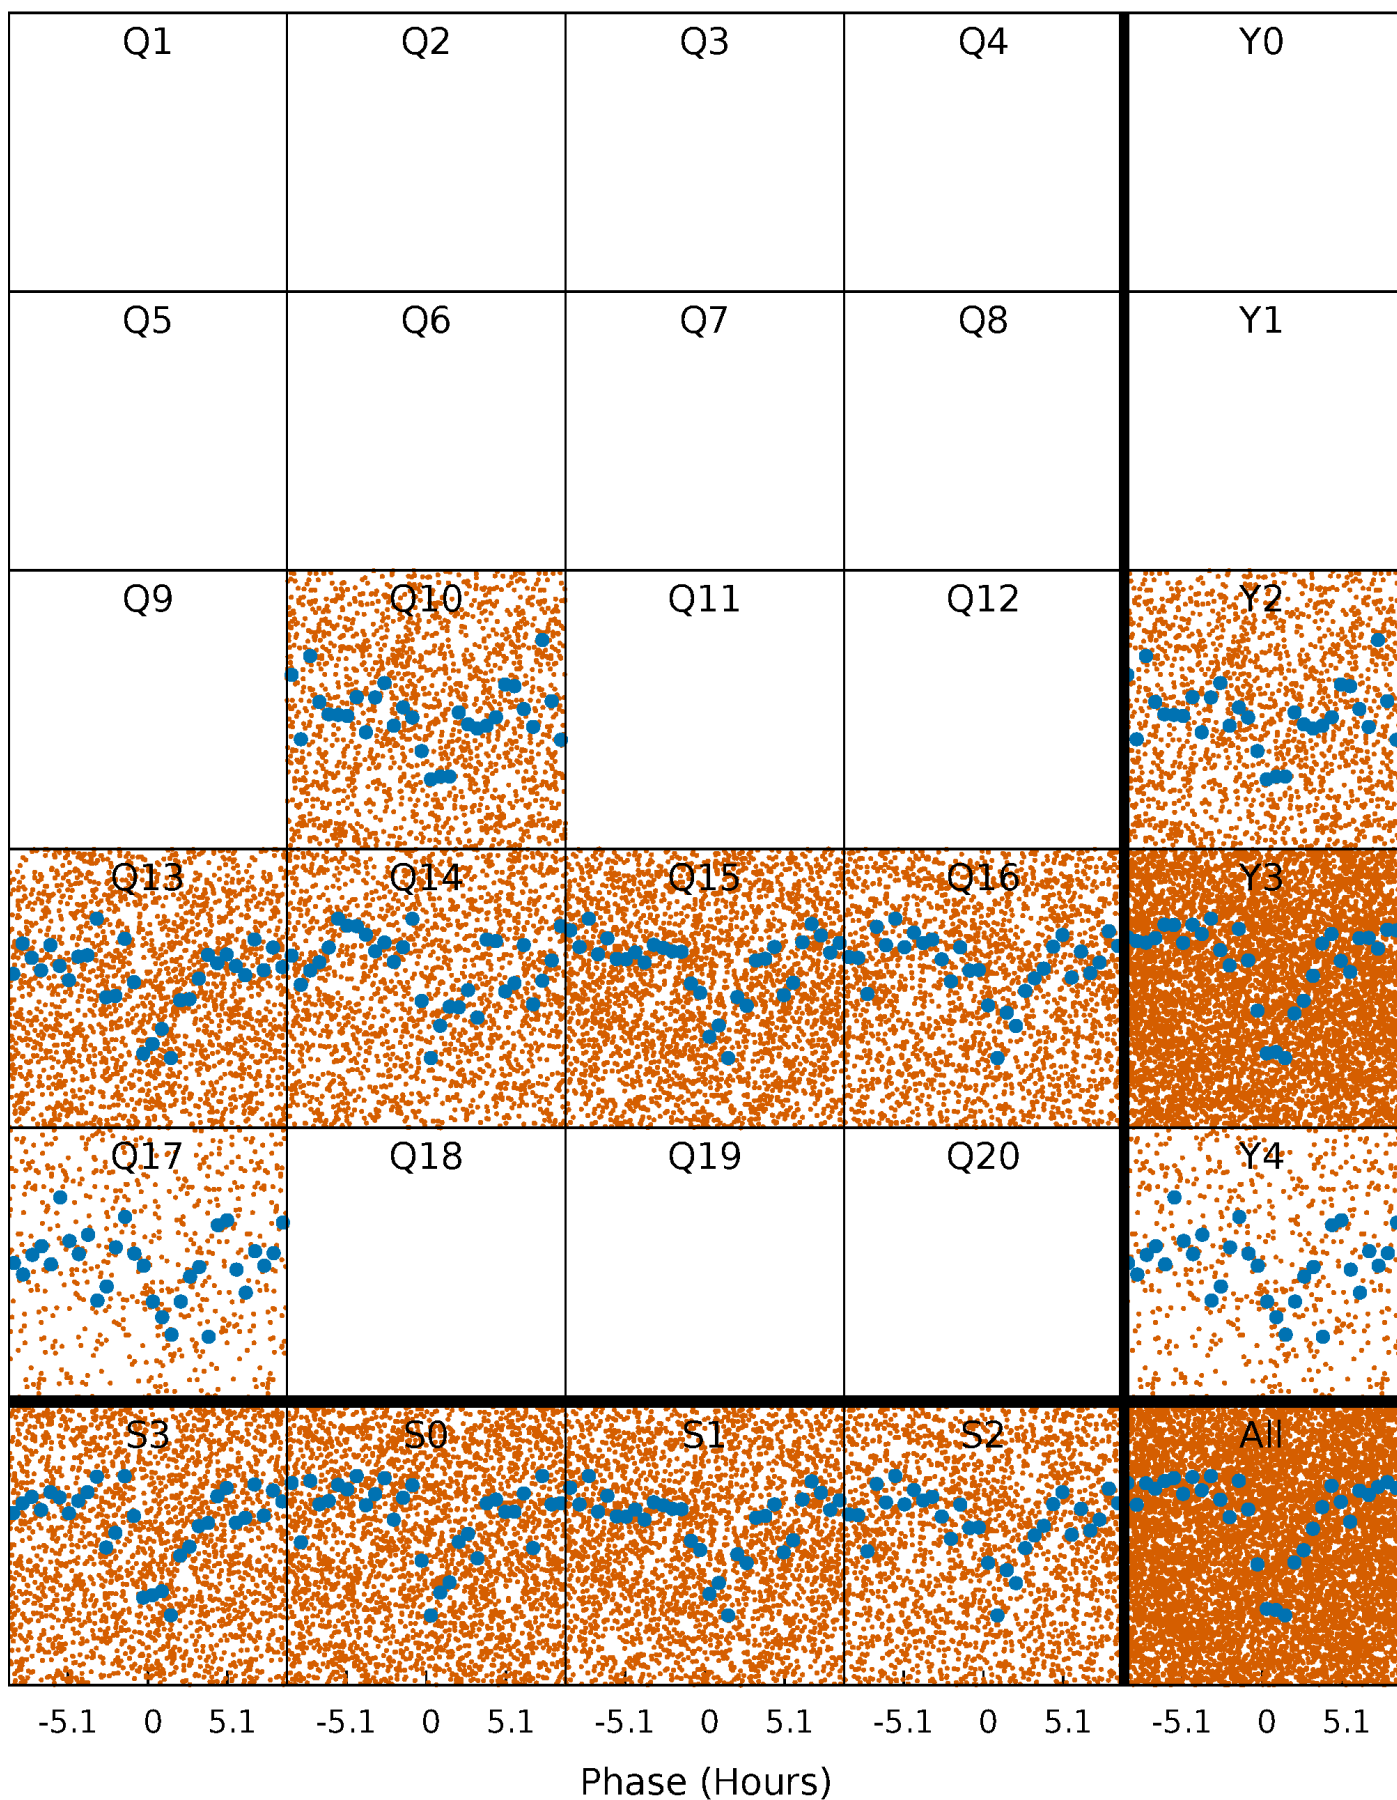 Q1 Q2 Q3 Q4 Y0
Q5 Q6 Q7 Q8 Y1
Q9 Q10 Q11 Q12 Y2
Q13 Q14 Q15 Q16 Y3
Q17 Q18 Q19 Q20 Y4
S3 S0 S1 S2 All
-5.1 0 5.1 -5.1 0 5.1 -5.1 0 5.1 -5.1 0 5.1 -5.1 0 5.1
Phase (Hours)